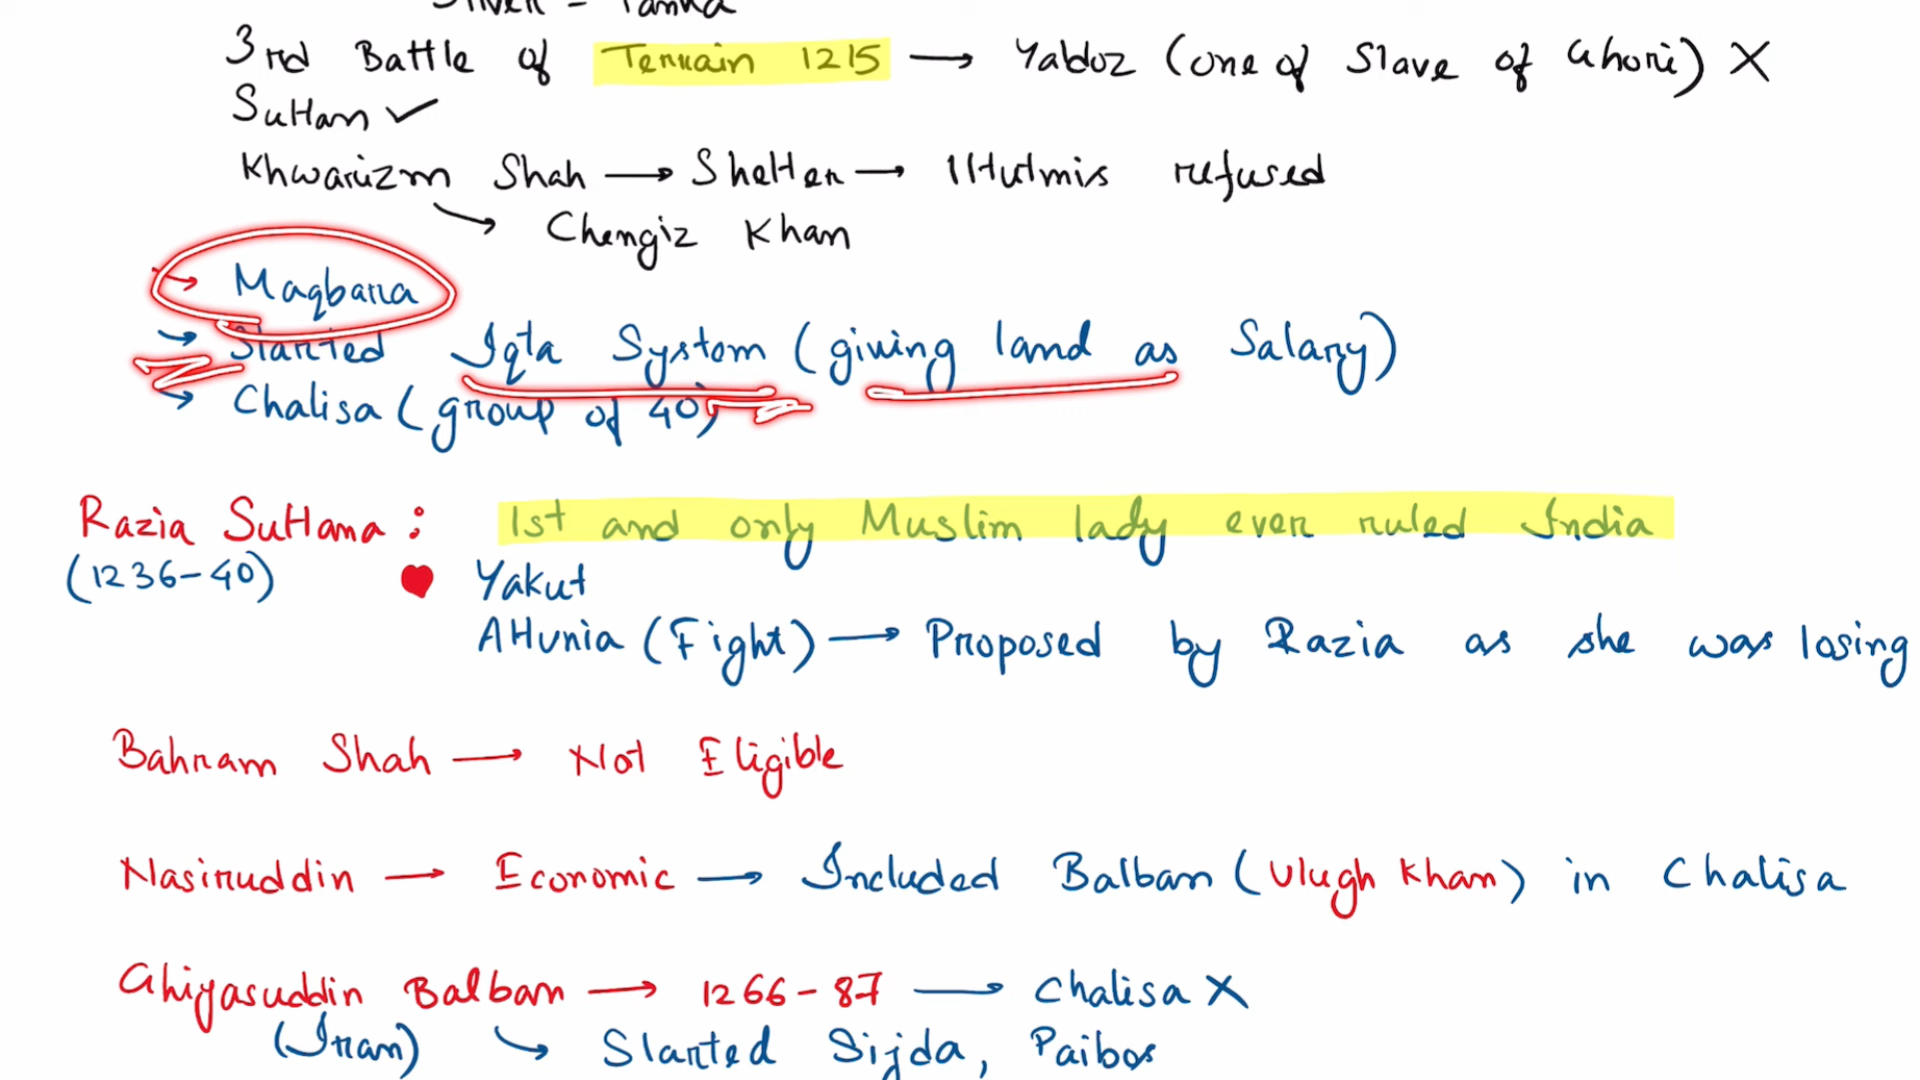 Silver - Tanka
3rd Battle of Terrain 1215 → Yaldoz (one of Slave of Ghori) X
Sultan ✓
Khwarizm Shah → Shelter → Iltutmis refused
→ Chengiz Khan
→ Maqbara
→ Started Iqta System (giving land as Salary)
→ Chalisa (group of 40)
Razia Sultana : 1st and only Muslim lady ever ruled India
(1236-40) ♥ Yakut
Altunia (Fight) → Proposed by Razia as she was losing
Bahram Shah → Not Eligible
Nasiruddin → Economic → Included Balban (Ulugh Khan) in Chalisa
Ghiyasuddin Balban → 1266-87 → Chalisa X
(Iran) → Started Sijda, Paibos